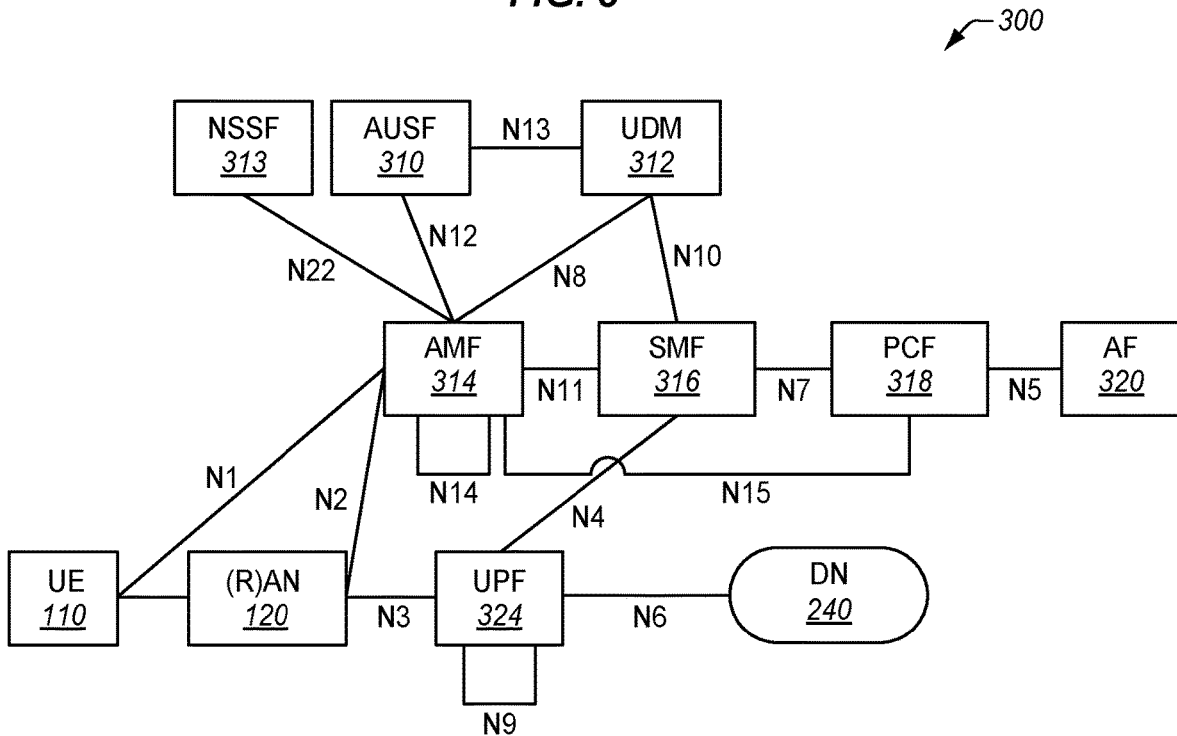 300
NSSF
313
AUSF
310
N13
UDM
312
N22
N12
N8
N10
AMF
314
N11
SMF
316
N7
PCF
318
N5
AF
320
N1
N2
N14
N4
N15
UE
110
(R)AN
120
N3
UPF
324
N6
DN
240
N9